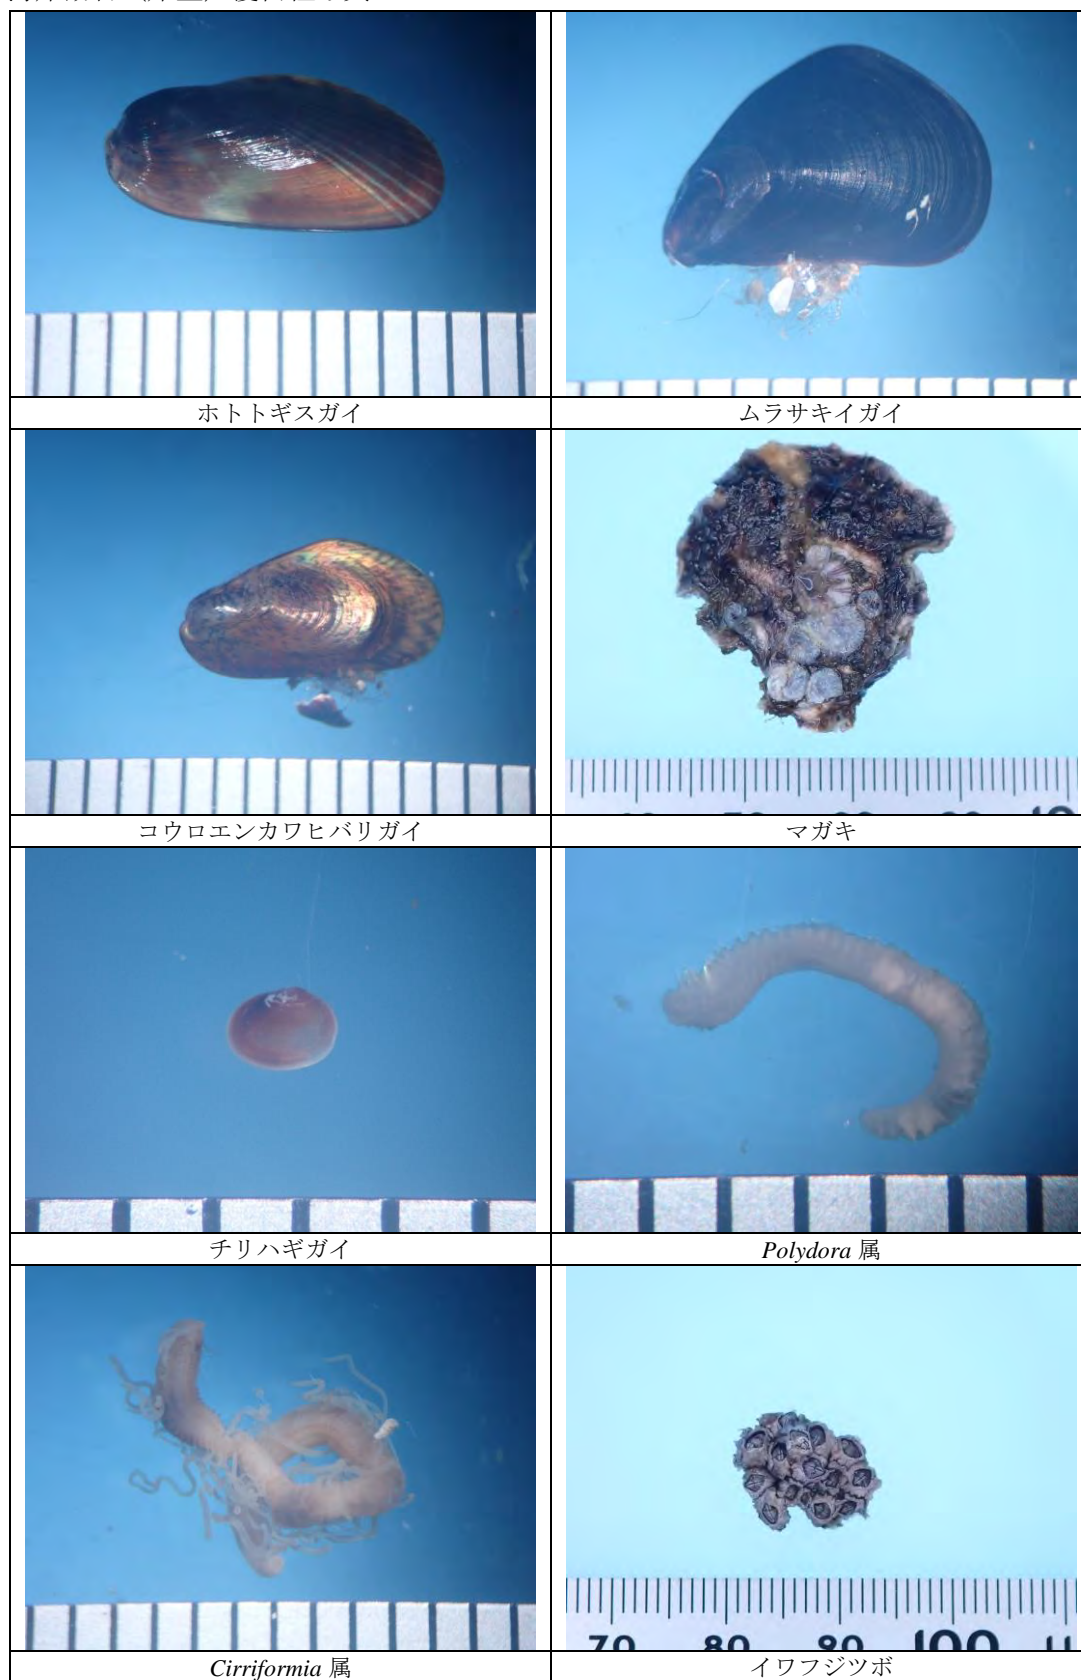 ホトトギスガイ
ムラサキイガイ
コウロエンカワヒバリガイ
マガキ
チリハギガイ
Polydora 属
70 80 90 100 11
Cirriformia 属
イワフジツボ